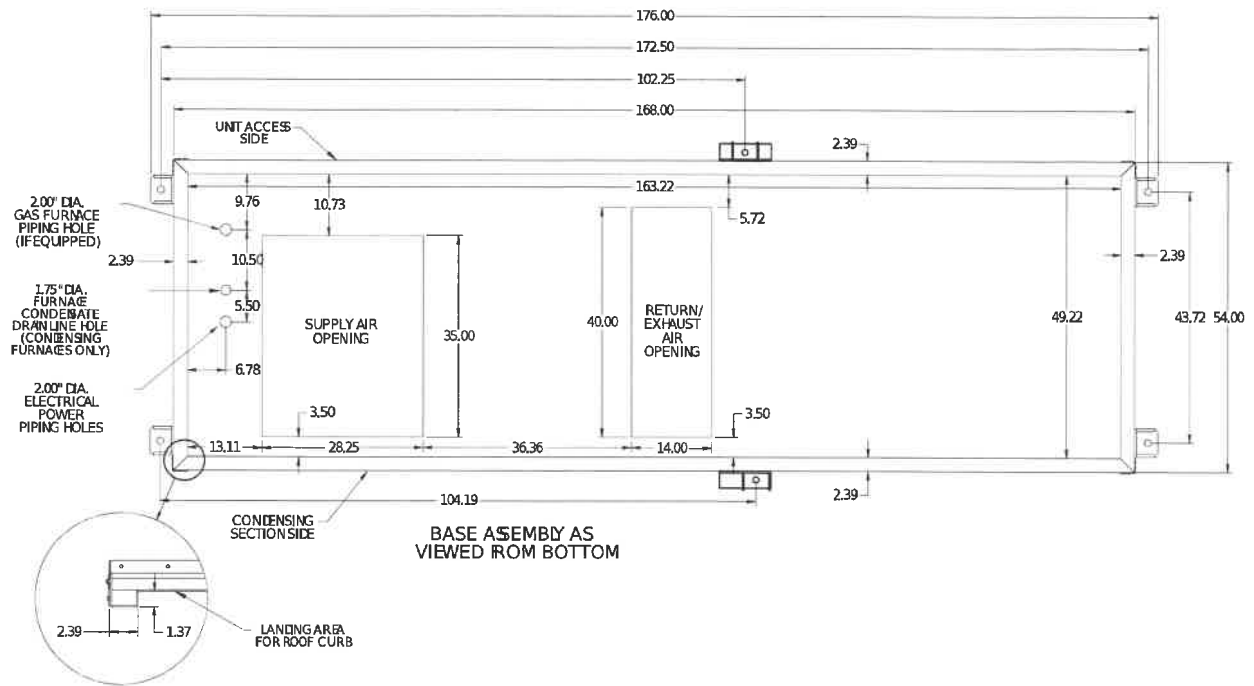 176.00
172.50
102.25
168.00
UNIT ACCESS
SIDE
2.39
163.22
9.76
10.73
5.72
2.00" DIA.
GAS FURNACE
PIPING HOLE
(IF EQUIPPED)
2.39
10.50
2.39
1.75" DIA.
FURNACE
CONDENSATE
DRAIN LINE HOLE
(CONDENSING
FURNACES ONLY)
5.50
SUPPLY AIR
OPENING
35.00
40.00
RETURN/
EXHAUST
AIR
OPENING
49.22
43.72
54.00
6.78
2.00" DIA.
ELECTRICAL
POWER
PIPING HOLES
3.50
3.50
13.11
28.25
36.36
14.00
104.19
2.39
CONDENSING
SECTION SIDE
BASE ASSEMBLY AS
VIEWED FROM BOTTOM
2.39
1.37
LANDING AREA
FOR ROOF CURB